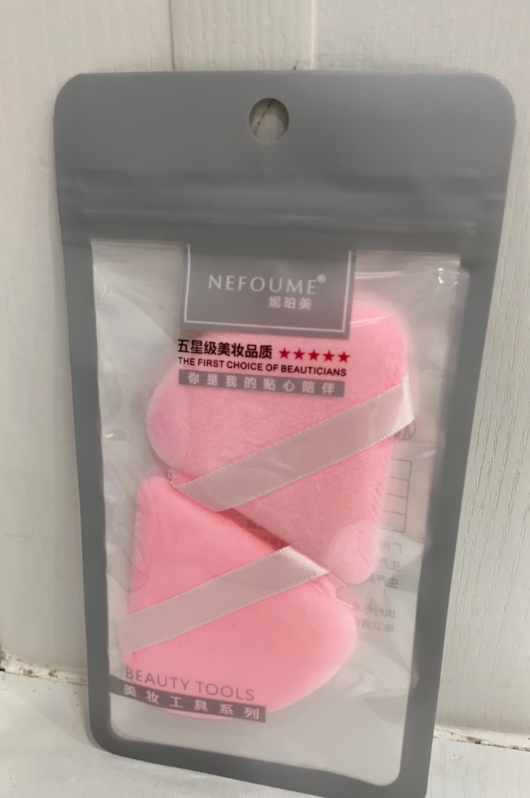 NEFOUME®
妮珀美
五星级美妆品质 ★★★★★
THE FIRST CHOICE OF BEAUTICIANS
你是我的贴心陪伴
BEAUTY TOOLS
美妆工具系列